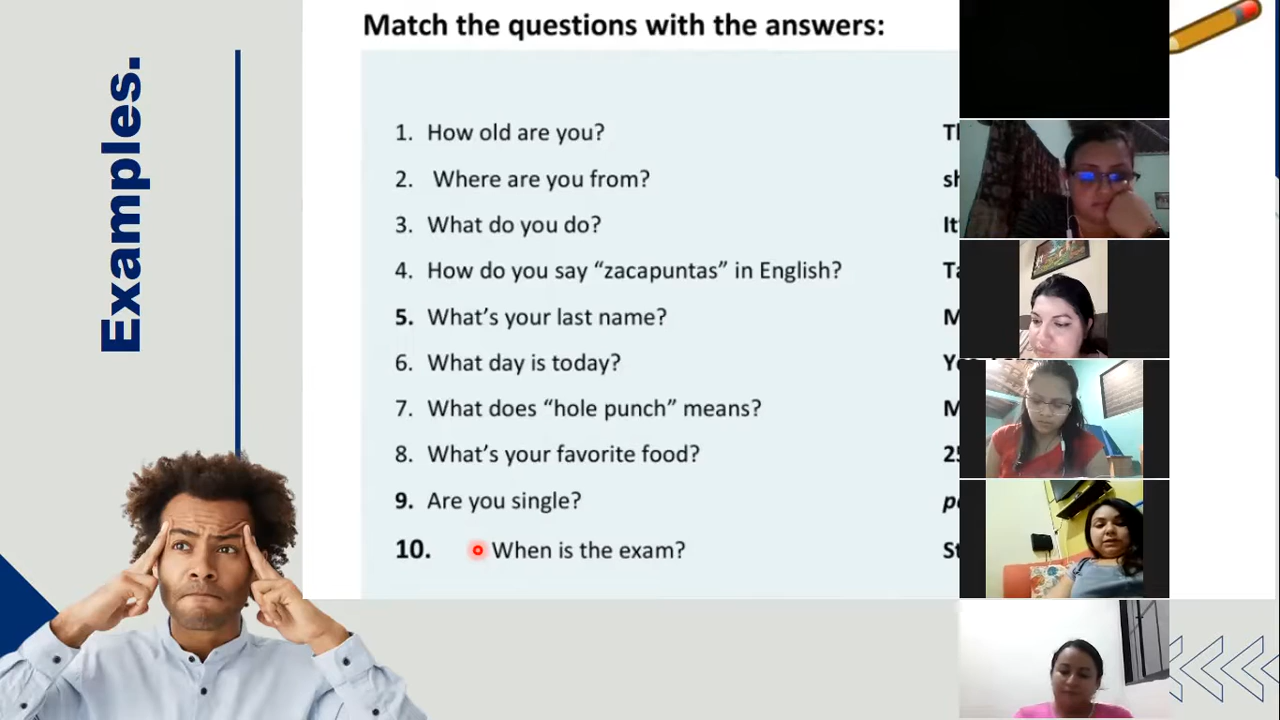 Match the questions with the answers:
Examples.
1. How old are you?
2. Where are you from?
3. What do you do?
4. How do you say “zacapuntas” in English?
5. What’s your last name?
6. What day is today?
7. What does “hole punch” means?
8. What’s your favorite food?
9. Are you single?
10. When is the exam?